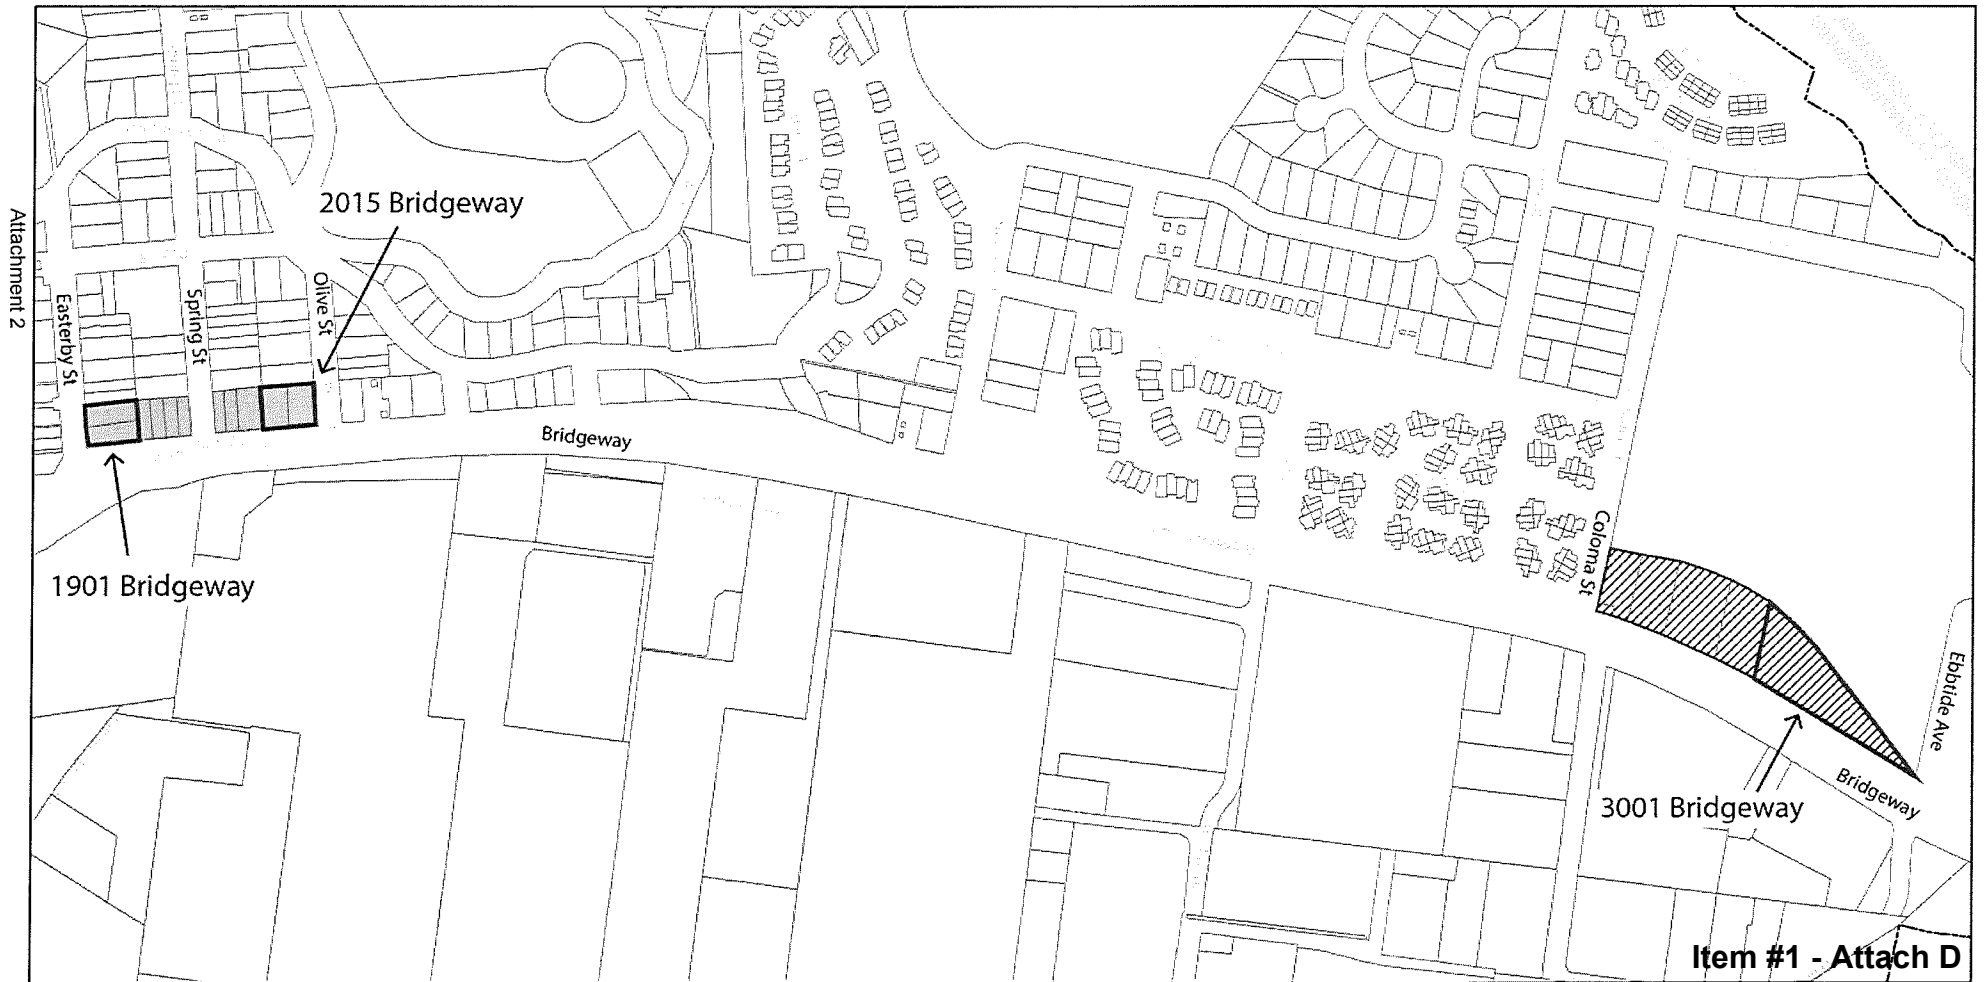 Attachment 2
2015 Bridgeway
Easterby St
Spring St
Olive St
Bridgeway
1901 Bridgeway
Coloma St
Ebbtide Ave
Bridgeway
3001 Bridgeway
Item #1 - Attach D